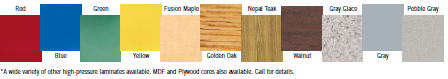 Red Green Fusion Maple Nepal Teak Gray Glace Pebble Gray
Blue Yellow Golden Oak Walnut Gray
*A wide variety of other high-pressure laminates available. MDF and Plywood cores also available. Call for details.